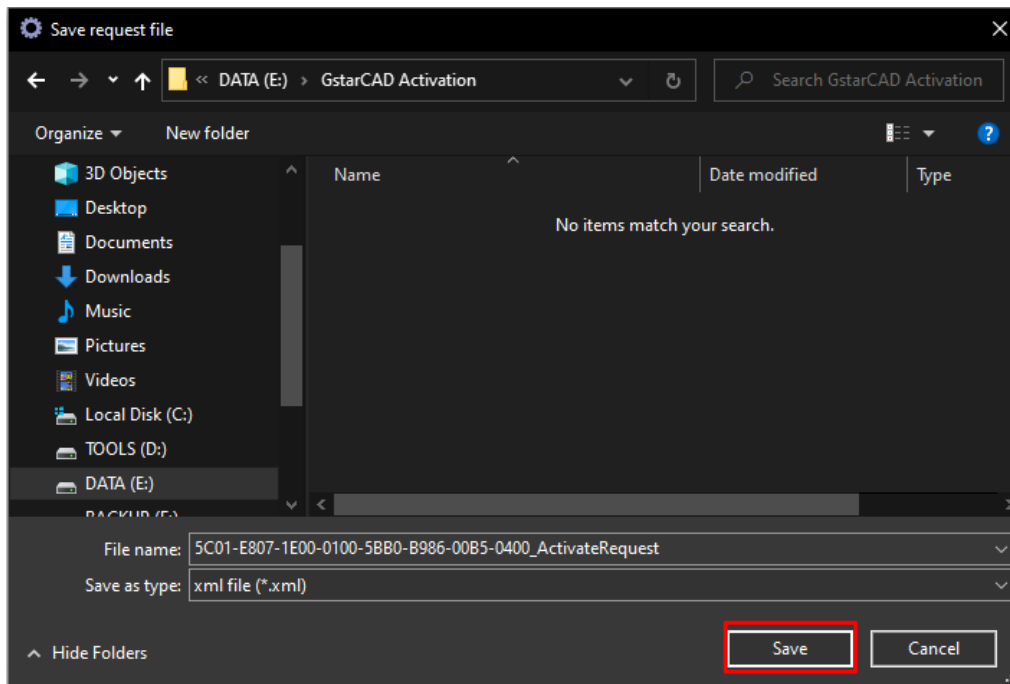 Save request file
« DATA (E:) › GstarCAD Activation
Search GstarCAD Activation
Organize
New folder
3D Objects
Desktop
Documents
Downloads
Music
Pictures
Videos
Local Disk (C:)
TOOLS (D:)
DATA (E:)
Name
Date modified
Type
No items match your search.
File name: 5C01-E807-1E00-0100-5BB0-B986-00B5-0400_ActivateRequest
Save as type: xml file (*.xml)
Hide Folders
Save
Cancel